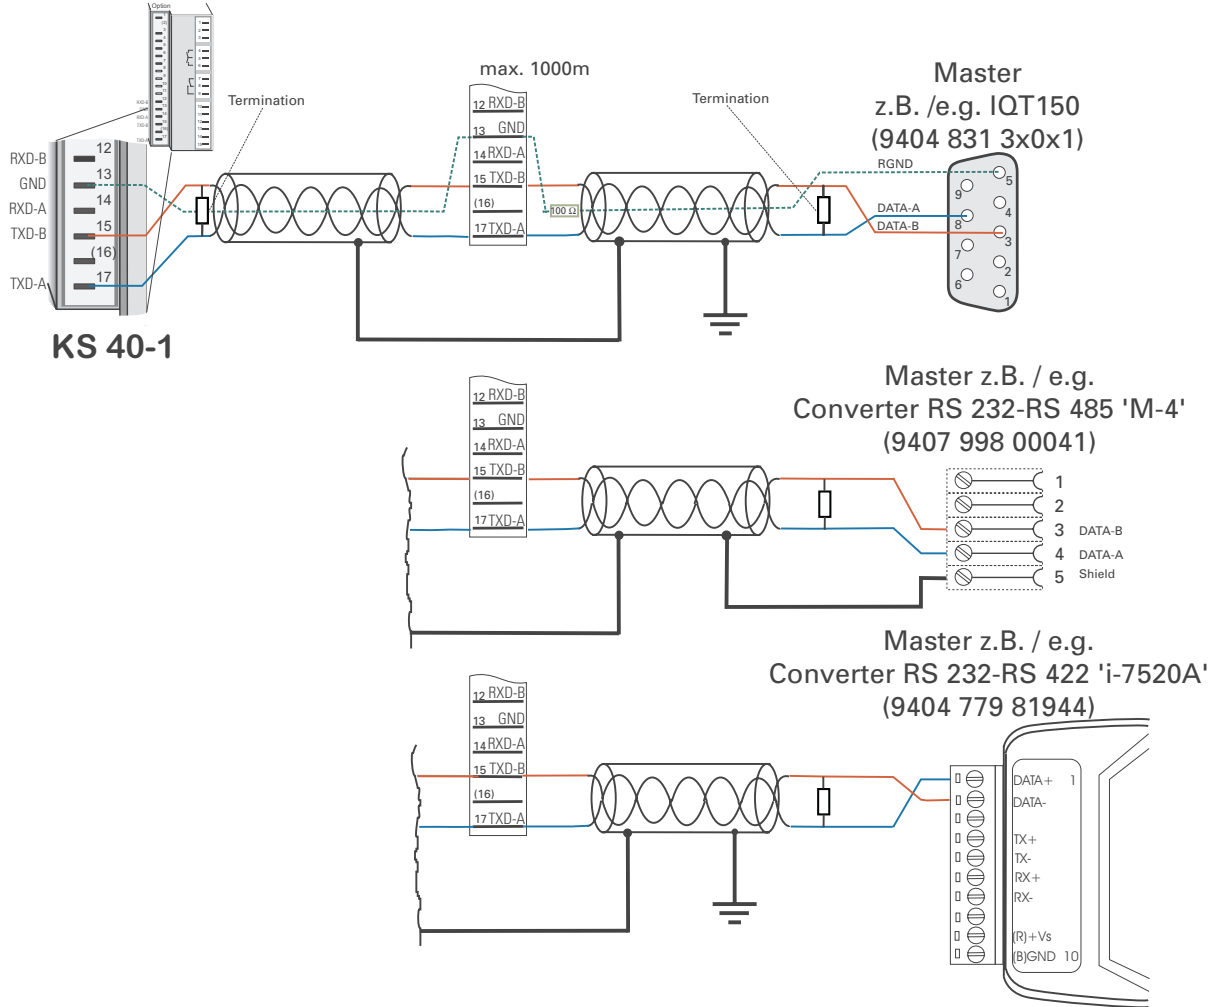 Option
max. 1000m
Termination
Termination
Master
z.B. /e.g. IQT150
(9404 831 3x0x1)
12 RXD-B
13 GND
14 RXD-A
15 TXD-B
(16)
17 TXD-A
100 Ω
RGND
DATA-A
DATA-B
5
9
4
8
3
7
2
6
1
RXD-B 12
GND 13
RXD-A 14
TXD-B 15
(16)
TXD-A 17
KS 40-1
Master z.B. / e.g.
Converter RS 232-RS 485 'M-4'
(9407 998 00041)
12 RXD-B
13 GND
14 RXD-A
15 TXD-B
(16)
17 TXD-A
1
2
3 DATA-B
4 DATA-A
5 Shield
Master z.B. / e.g.
Converter RS 232-RS 422 'i-7520A'
(9404 779 81944)
12 RXD-B
13 GND
14 RXD-A
15 TXD-B
(16)
17 TXD-A
DATA+ 1
DATA-
TX+
TX-
RX+
RX-
(R)+Vs
(B)GND 10